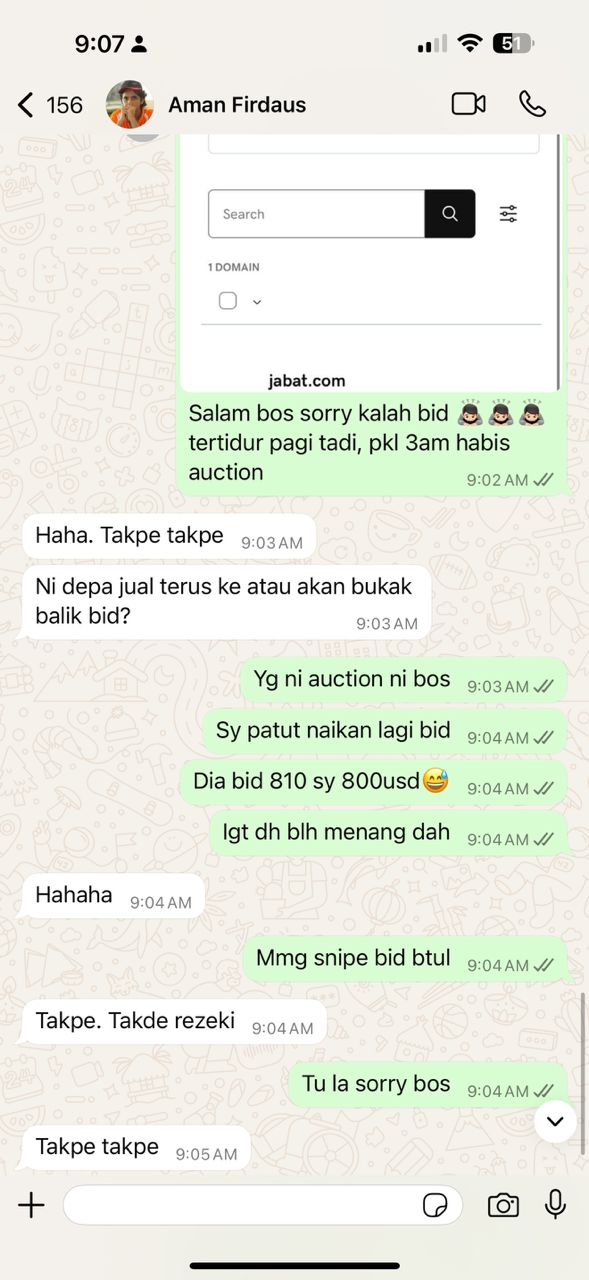 9:07
51
156
Aman Firdaus
Search
1 DOMAIN
jabat.com
Salam bos sorry kalah bid 🙇🏻‍♂️🙇🏻‍♂️🙇🏻‍♂️
tertidur pagi tadi, pkl 3am habis
auction
9:02 AM
Haha. Takpe takpe
9:03 AM
Ni depa jual terus ke atau akan bukak
balik bid?
9:03 AM
Yg ni auction ni bos
9:03 AM
Sy patut naikan lagi bid
9:04 AM
Dia bid 810 sy 800usd😅
9:04 AM
Igt dh blh menang dah
9:04 AM
Hahaha
9:04 AM
Mmg snipe bid btul
9:04 AM
Takpe. Takde rezeki
9:04 AM
Tu la sorry bos
9:04 AM
Takpe takpe
9:05 AM